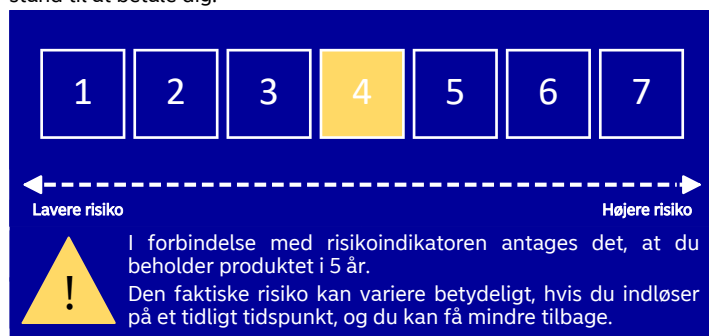 1 2 3 4 5 6 7
Lavere risiko Højere risiko
! I forbindelse med risikoindikatoren antages det, at du
beholder produktet i 5 år.
Den faktiske risiko kan variere betydeligt, hvis du indløser
på et tidligt tidspunkt, og du kan få mindre tilbage.